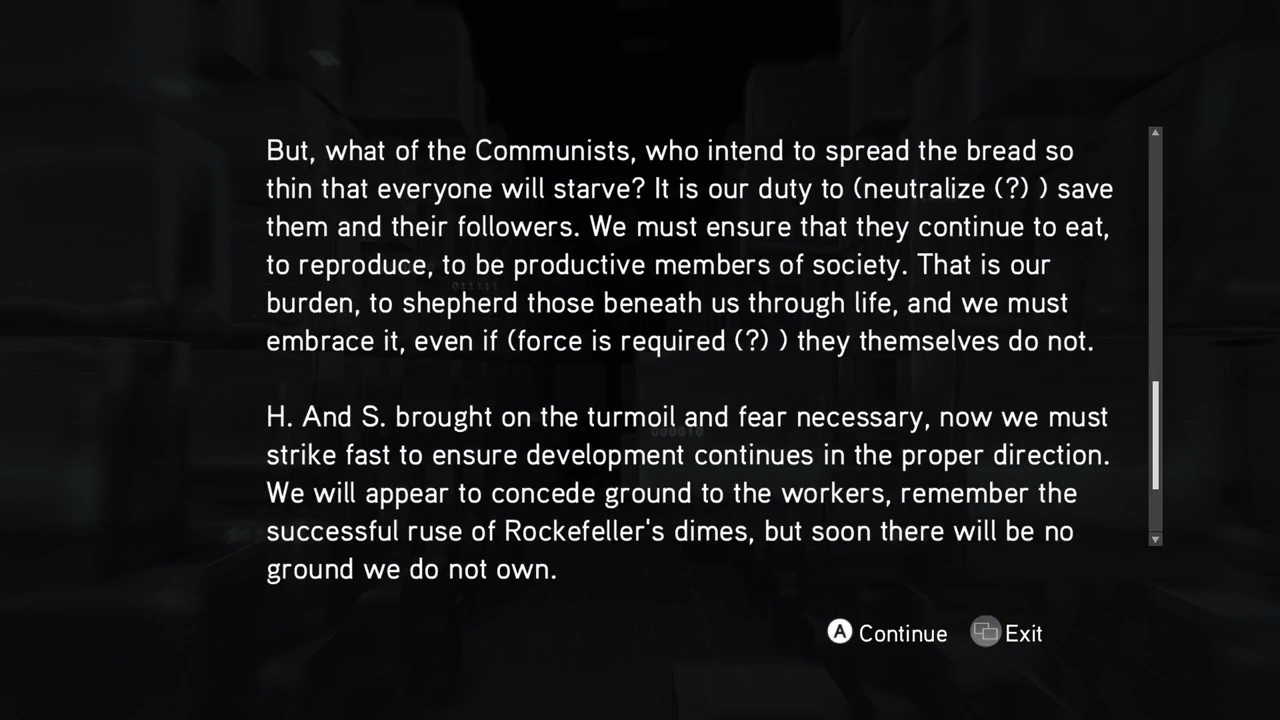 But, what of the Communists, who intend to spread the bread so
thin that everyone will starve? It is our duty to (neutralize (?) ) save
them and their followers. We must ensure that they continue to eat,
to reproduce, to be productive members of society. That is our
burden, to shepherd those beneath us through life, and we must
embrace it, even if (force is required (?) ) they themselves do not.
H. And S. brought on the turmoil and fear necessary, now we must
strike fast to ensure development continues in the proper direction.
We will appear to concede ground to the workers, remember the
successful ruse of Rockefeller's dimes, but soon there will be no
ground we do not own.
A Continue Exit